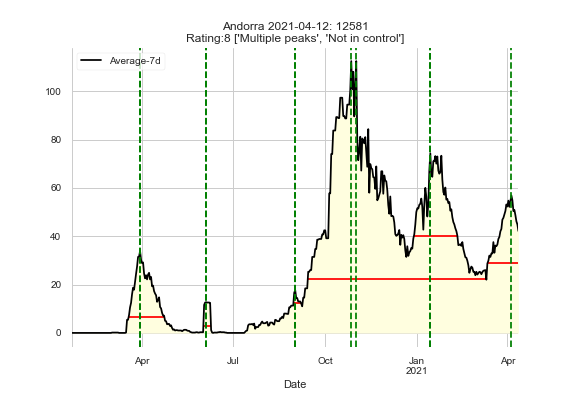 Andorra 2021-04-12: 12581
Rating:8 ['Multiple peaks', 'Not in control']
Average-7d
100
80
60
40
20
0
Apr
Jul
Oct
Jan
2021
Apr
Date